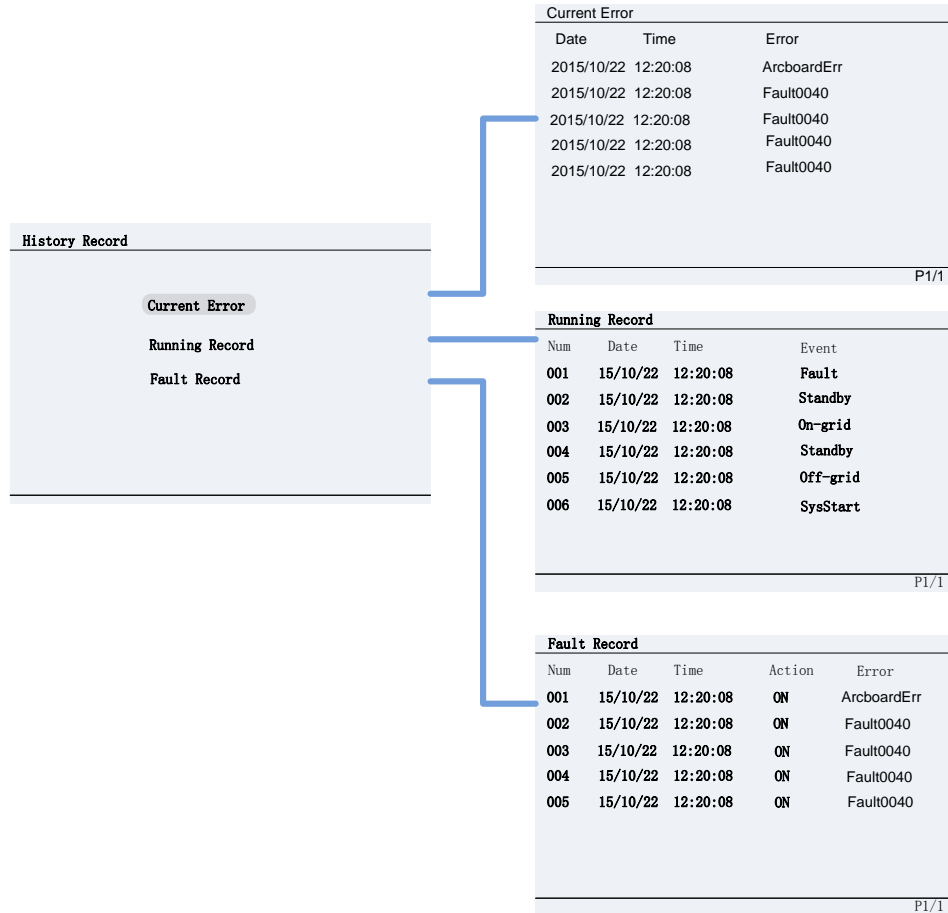 History Record
Current Error
Running Record
Fault Record
Current Error
Date Time Error
2015/10/22 12:20:08 ArcboardErr
2015/10/22 12:20:08 Fault0040
2015/10/22 12:20:08 Fault0040
2015/10/22 12:20:08 Fault0040
2015/10/22 12:20:08 Fault0040
P1/1
Running Record
Num Date Time Event
001 15/10/22 12:20:08 Fault
002 15/10/22 12:20:08 Standby
003 15/10/22 12:20:08 On-grid
004 15/10/22 12:20:08 Standby
005 15/10/22 12:20:08 Off-grid
006 15/10/22 12:20:08 SysStart
P1/1
Fault Record
Num Date Time Action Error
001 15/10/22 12:20:08 ON ArcboardErr
002 15/10/22 12:20:08 ON Fault0040
003 15/10/22 12:20:08 ON Fault0040
004 15/10/22 12:20:08 ON Fault0040
005 15/10/22 12:20:08 ON Fault0040
P1/1